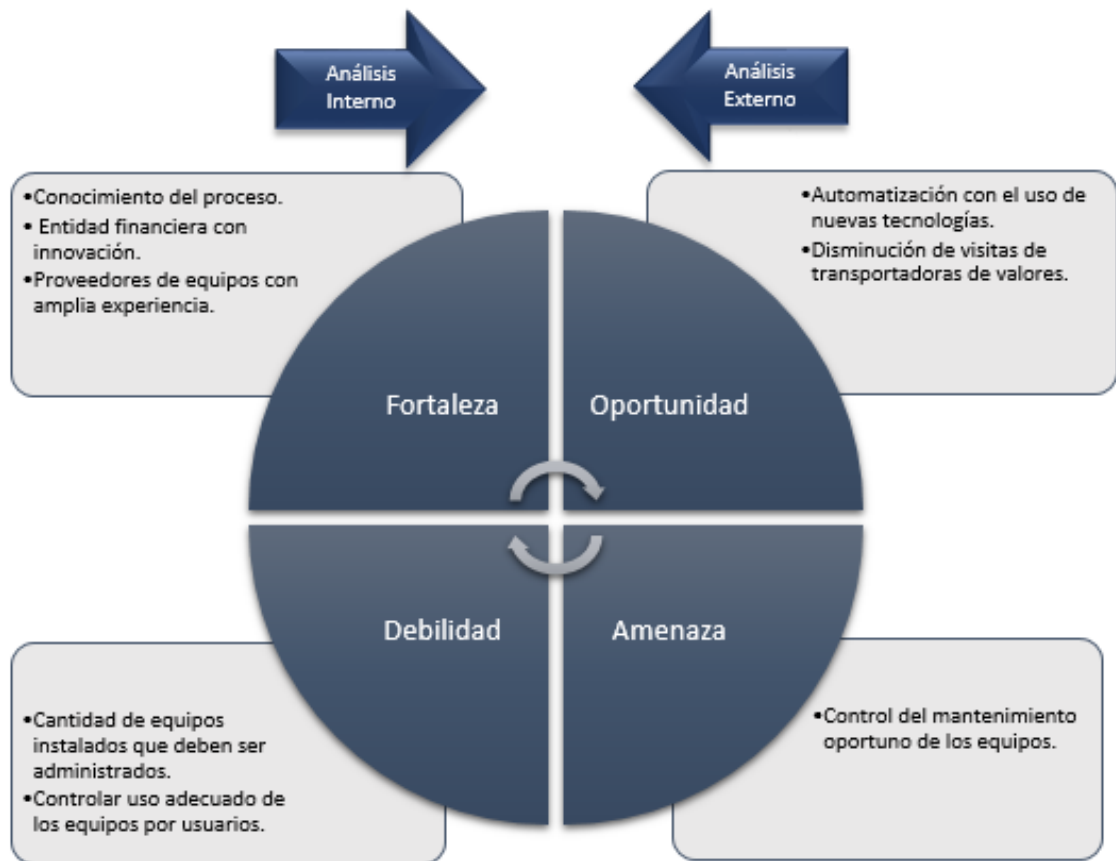 Análisis
Interno
Análisis
Externo
•Conocimiento del proceso.
• Entidad financiera con
innovación.
•Proveedores de equipos con
amplia experiencia.
•Automatización con el uso de
nuevas tecnologías.
•Disminución de visitas de
transportadoras de valores.
Fortaleza
Oportunidad
Debilidad
Amenaza
•Cantidad de equipos
instalados que deben ser
administrados.
•Controlar uso adecuado de
los equipos por usuarios.
•Control del mantenimiento
oportuno de los equipos.